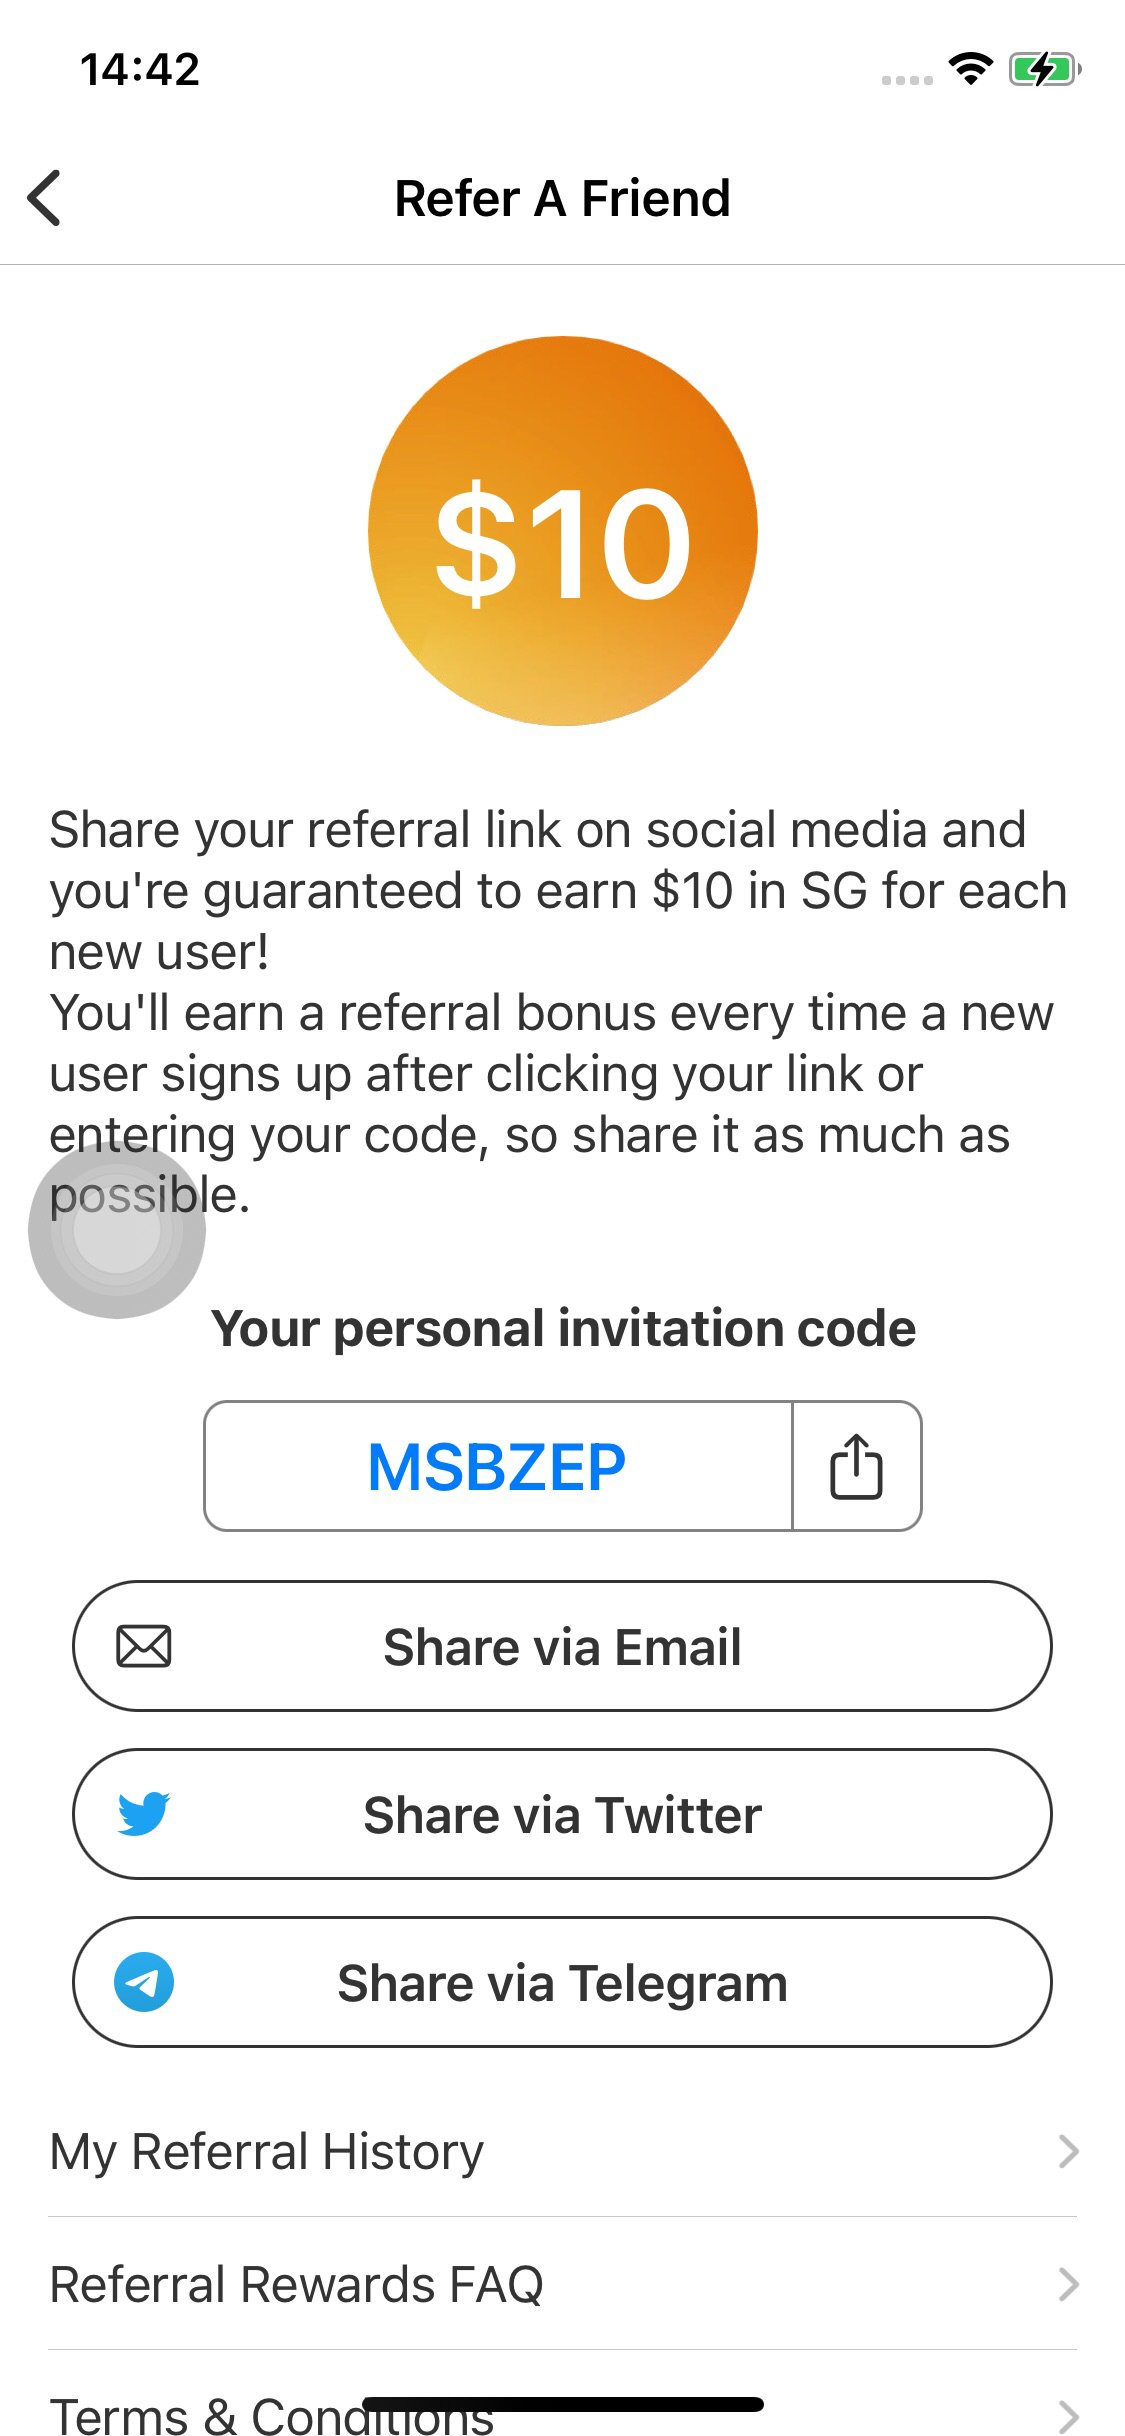 14:42
Refer A Friend
$10
Share your referral link on social media and
you're guaranteed to earn $10 in SG for each
new user!
You'll earn a referral bonus every time a new
user signs up after clicking your link or
entering your code, so share it as much as
possible.
Your personal invitation code
MSBZEP
Share via Email
Share via Twitter
Share via Telegram
My Referral History
Referral Rewards FAQ
Terms & Conditions